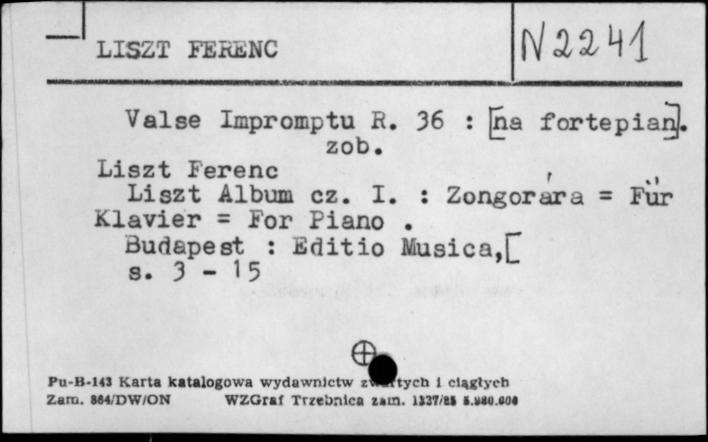 LISZT FERENC
N2241
Valse Impromptu R. 36 : [na fortepian].
zob.
Liszt Ferenc
Liszt Album cz. I. : Zongorára = Für
Klavier = For Piano .
Budapest : Editio Musica,[
s. 3 - 15
Pu-B-143 Karta katalogowa wydawnictw zwartych i ciągłych
Zam. 864/DW/ON WZGraf Trzebnica zam. 1337/85 5.980.000